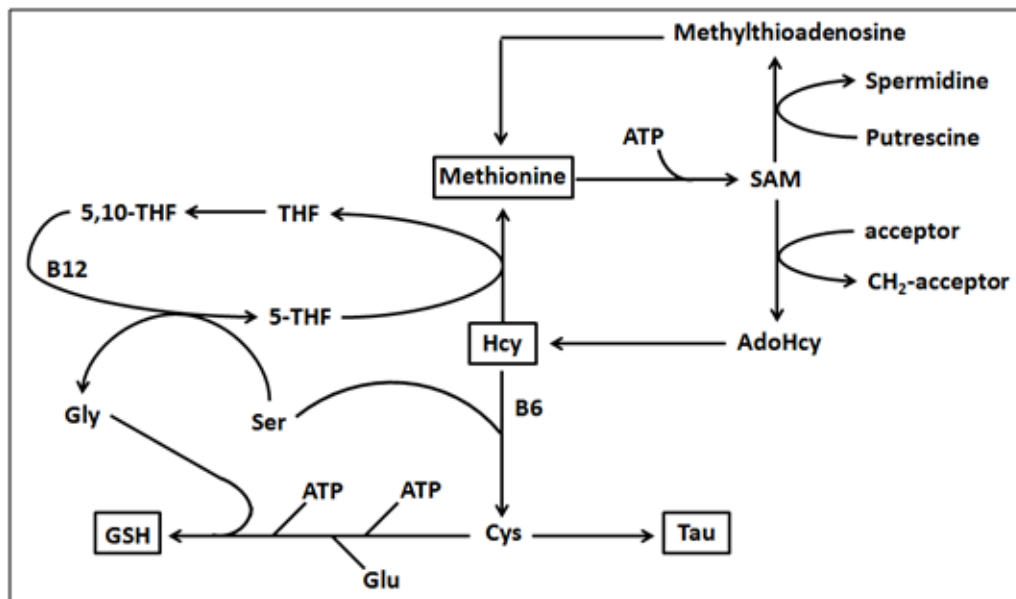 Methylthioadenosine
Spermidine
Putrescine
ATP
Methionine
SAM
5,10-THF
THF
acceptor
B12
CH₂-acceptor
5-THF
Hcy
AdoHcy
Gly
Ser
B6
ATP
ATP
GSH
Cys
Tau
Glu